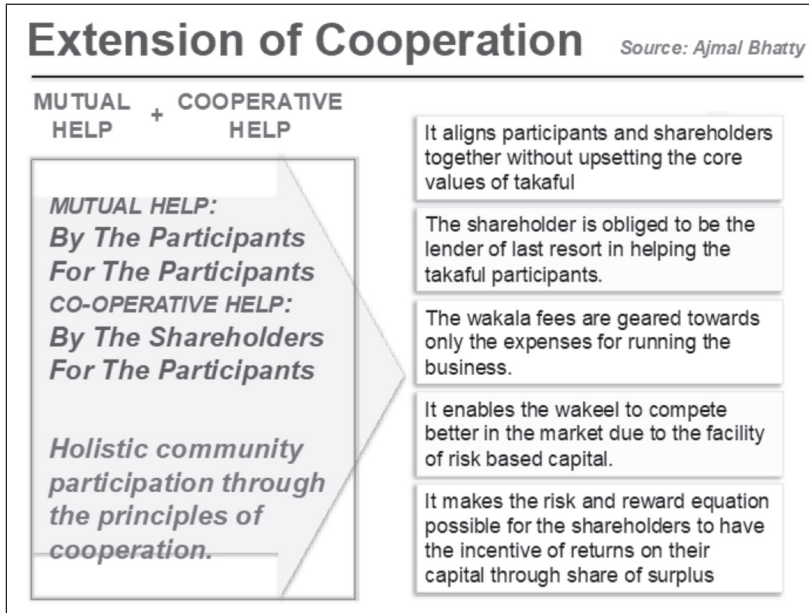 Extension of Cooperation
Source: Ajmal Bhatty
MUTUAL
HELP
+
COOPERATIVE
HELP
MUTUAL HELP:
By The Participants
For The Participants
CO-OPERATIVE HELP:
By The Shareholders
For The Participants
Holistic community
participation through
the principles of
cooperation.
It aligns participants and shareholders
together without upsetting the core
values of takaful
The shareholder is obliged to be the
lender of last resort in helping the
takaful participants.
The wakala fees are geared towards
only the expenses for running the
business.
It enables the wakeel to compete
better in the market due to the facility
of risk based capital.
It makes the risk and reward equation
possible for the shareholders to have
the incentive of returns on their
capital through share of surplus